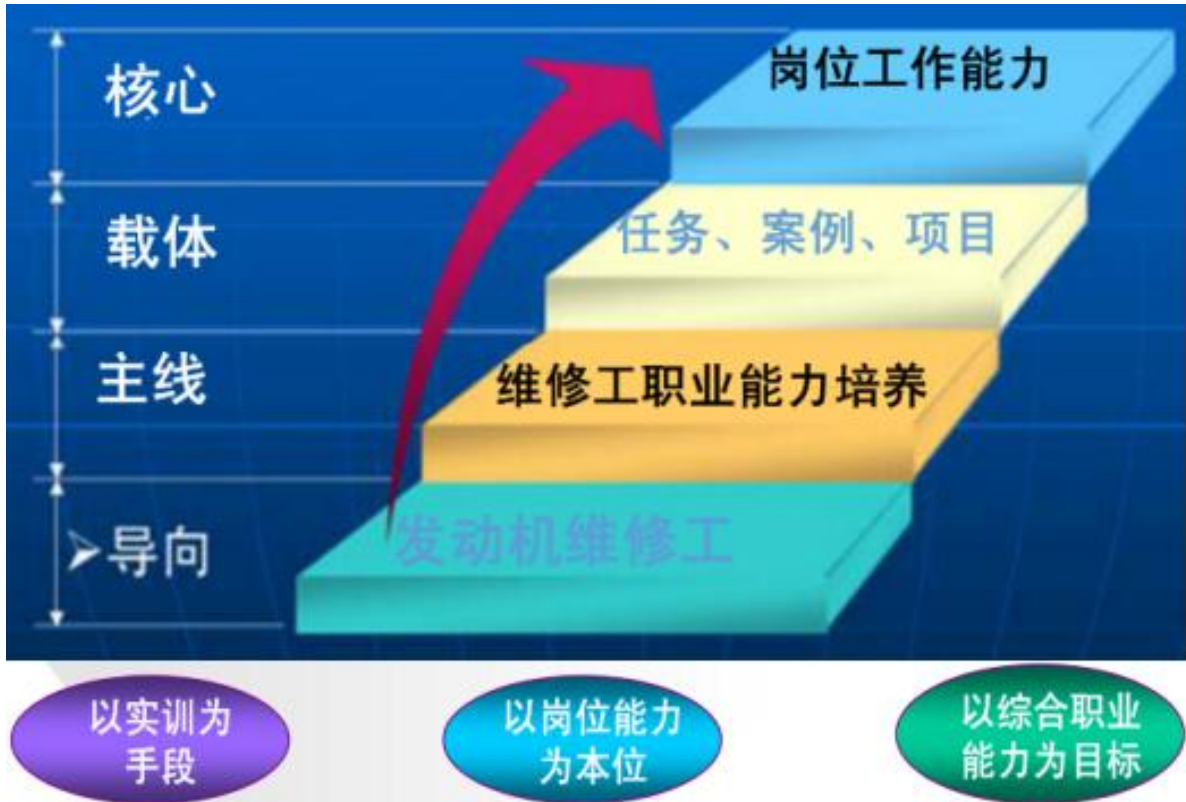 核心
岗位工作能力
载体
任务、案例、项目
主线
维修工职业能力培养
➢导向
发动机维修工
以实训为
手段
以岗位能力
为本位
以综合职业
能力为目标